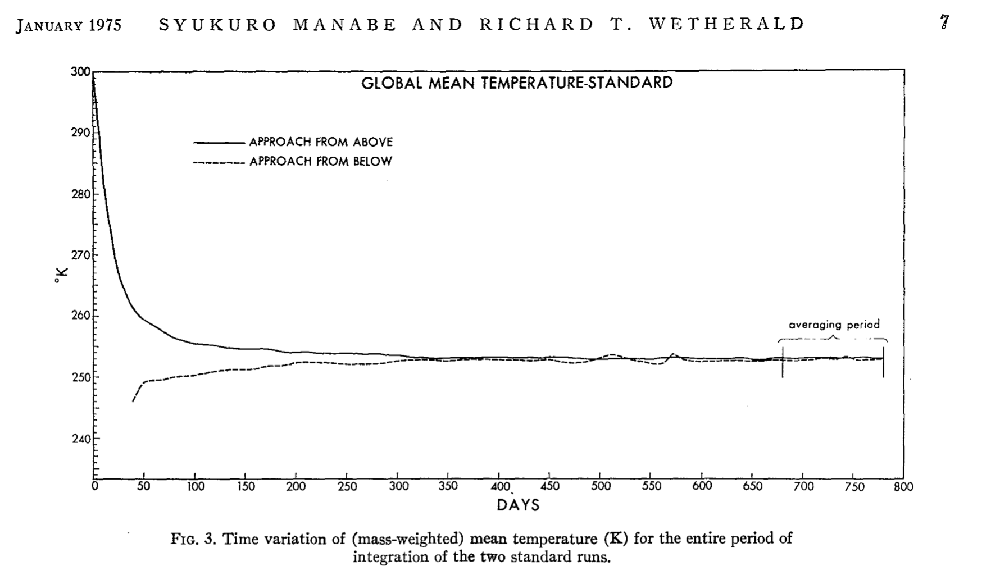 JANUARY 1975 SYUKURO MANABE AND RICHARD T. WETHERALD 7
GLOBAL MEAN TEMPERATURE-STANDARD
APPROACH FROM ABOVE
APPROACH FROM BELOW
300
290
280
270
260
250
240
°K
averaging period
0 50 100 150 200 250 300 350 400 450 500 550 600 650 700 750 800
DAYS
FIG. 3. Time variation of (mass-weighted) mean temperature (K) for the entire period of
integration of the two standard runs.